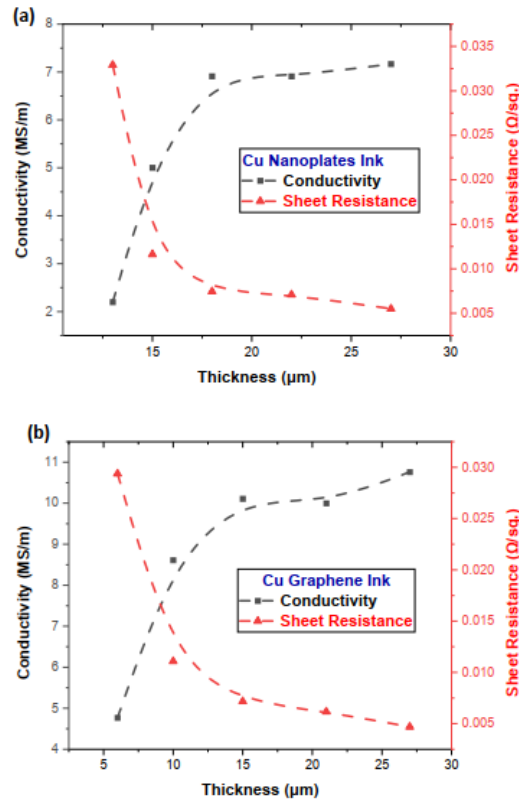 (a)
8
7
6
5
4
3
2
Conductivity (MS/m)
0.035
0.030
0.025
0.020
0.015
0.010
0.005
Sheet Resistance (Ω/sq.)
Cu Nanoplates Ink
Conductivity
Sheet Resistance
15 20 25 30
Thickness (µm)
(b)
11
10
9
8
7
6
5
4
Conductivity (MS/m)
0.030
0.025
0.020
0.015
0.010
0.005
Sheet Resistance (Ω/sq.)
Cu Graphene Ink
Conductivity
Sheet Resistance
5 10 15 20 25 30
Thickness (µm)